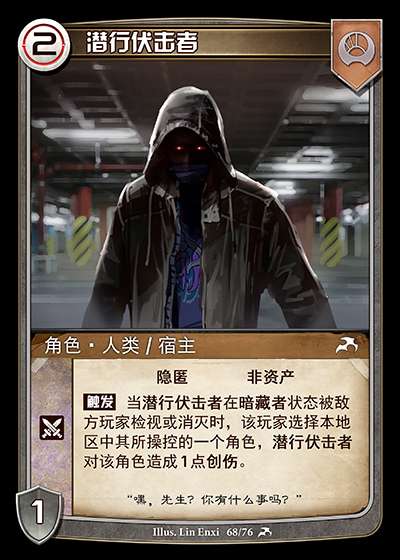 2
潜行伏击者
角色·人类 / 宿主
隐匿 非资产
触发 当潜行伏击者在暗藏者状态被敌
方玩家检视或消灭时，该玩家选择本地
区中其所操控的一个角色，潜行伏击者
对该角色造成1点创伤。
“嘿，先生？你有什么事吗？”
1
Illus. Lin Enxi 68/76